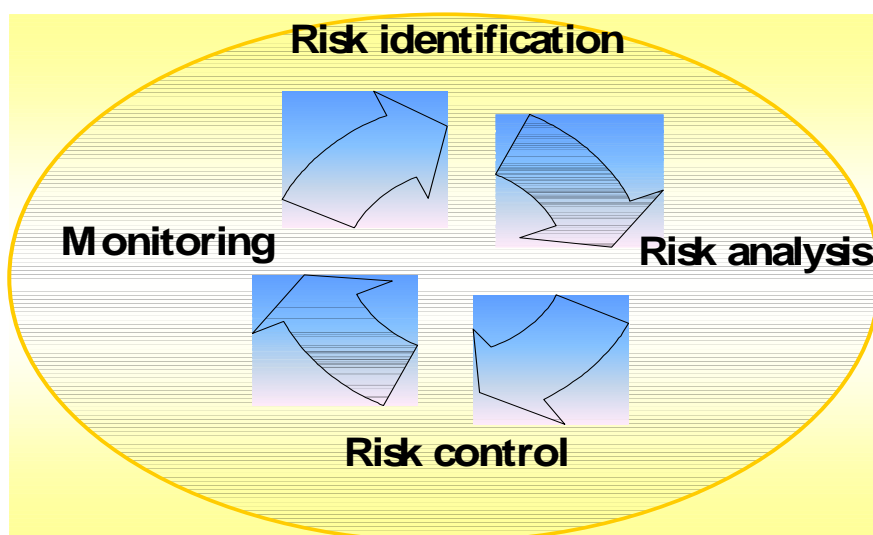 Risk identification
Monitoring
Risk analysis
Risk control